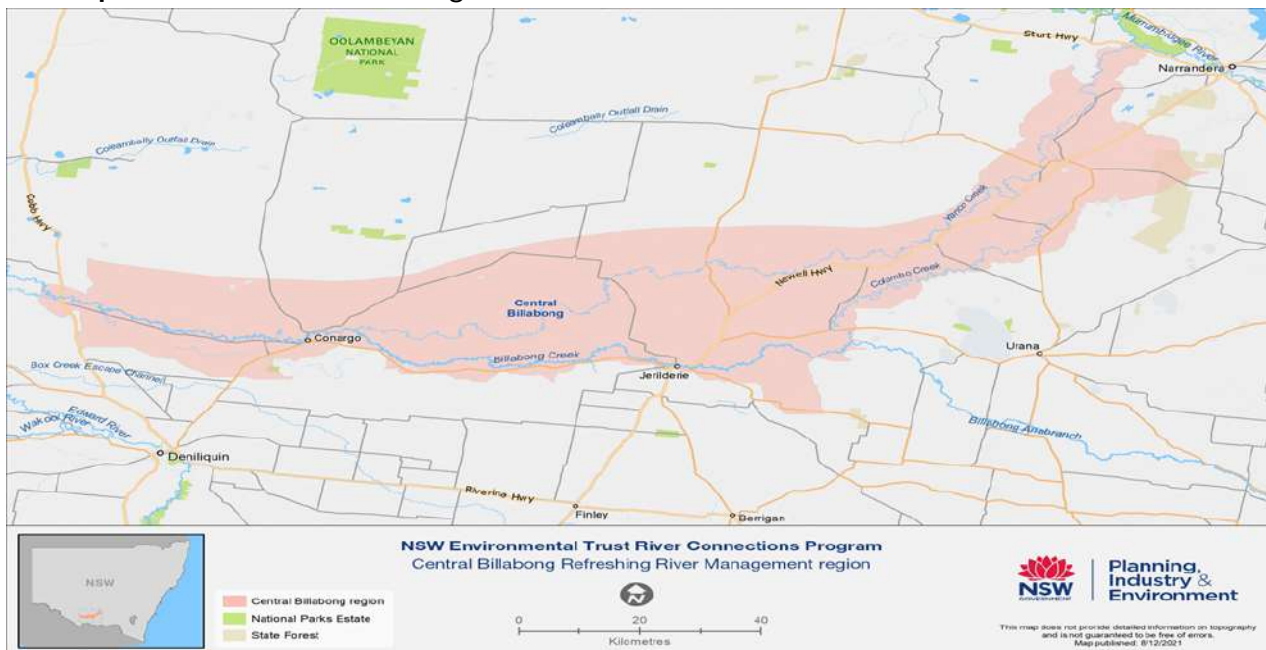 OOLAMBEYAN
NATIONAL
PARK
Sturt Hwy
Murrumbidgee River
Narrandera
Coleambally Outfall Drain
Coleambally Outfall Drain
Cobb Hwy
Yanco Creek
Newell Hwy
Colombo Creek
Central
Billabong
Conargo
Billabong Creek
Jerilderie
Urana
Box Creek Escape Channel
Edward River
Wakool River
Billabong Anabranch
Deniliquin
Riverina Hwy
Finley
Berrigan
NSW
Central Billabong region
National Parks Estate
State Forest
NSW Environmental Trust River Connections Program
Central Billabong Refreshing River Management region
N
0 20 40
Kilometres
NSW
GOVERNMENT
Planning,
Industry &
Environment
This map does not provide detailed information on topography
and is not guaranteed to be free of errors.
Map published: 8/12/2021